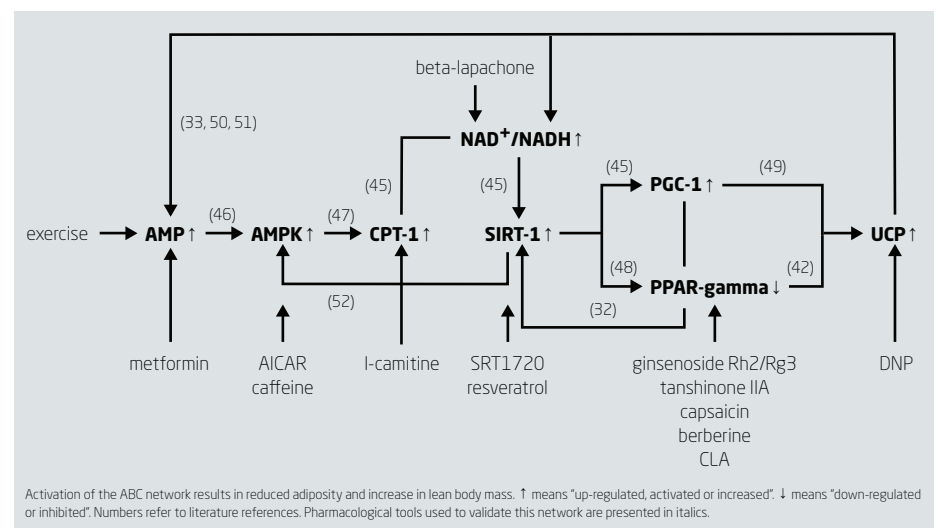 beta-lapachone
(33, 50, 51)
NAD+/NADH ↑
(45)
(45)
(45)
PGC-1 ↑
(49)
exercise
AMP ↑
(46)
AMPK ↑
(47)
CPT-1 ↑
SIRT-1 ↑
UCP ↑
(48)
PPAR-gamma ↓
(42)
(52)
(32)
metformin
AICAR
caffeine
l-camitine
SRT1720
resveratrol
ginsenoside Rh2/Rg3
tanshinone IIA
capsaicin
berberine
CLA
DNP
Activation of the ABC network results in reduced adiposity and increase in lean body mass. ↑ means “up-regulated, activated or increased”. ↓ means “down-regulated
or inhibited”. Numbers refer to literature references. Pharmacological tools used to validate this network are presented in italics.